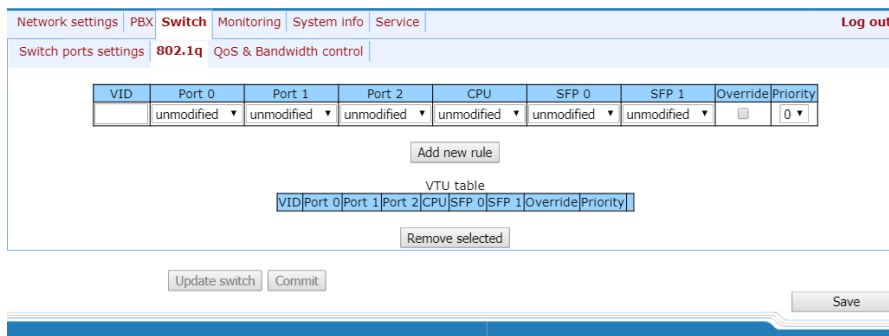 Network settings PBX Switch Monitoring System info Service Log out
Switch ports settings 802.1q QoS & Bandwidth control
VID Port 0 Port 1 Port 2 CPU SFP 0 SFP 1 Override Priority
unmodified unmodified unmodified unmodified unmodified unmodified 0
Add new rule
VTU table
VID Port 0 Port 1 Port 2 CPU SFP 0 SFP 1 Override Priority
Remove selected
Update switch Commit
Save